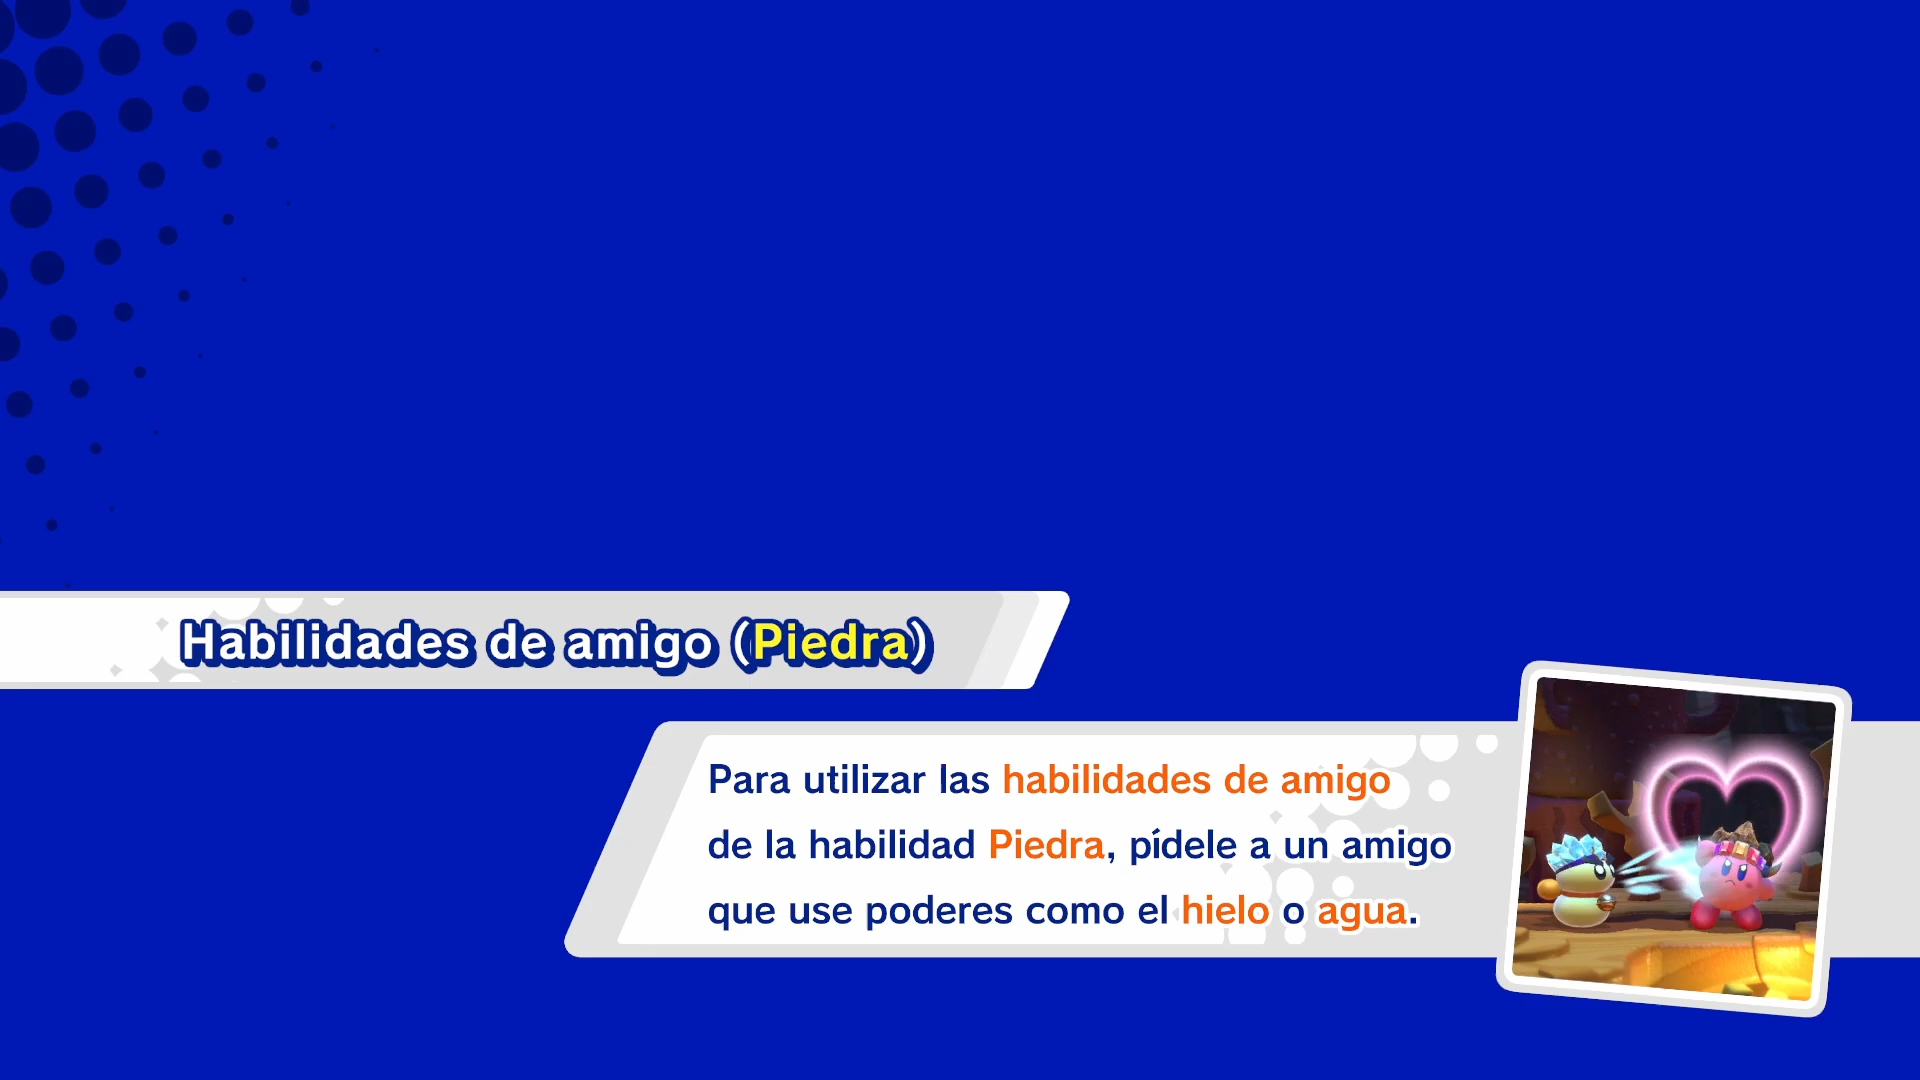 Habilidades de amigo (Piedra)
Para utilizar las habilidades de amigo
de la habilidad Piedra, pídele a un amigo
que use poderes como el hielo o agua.